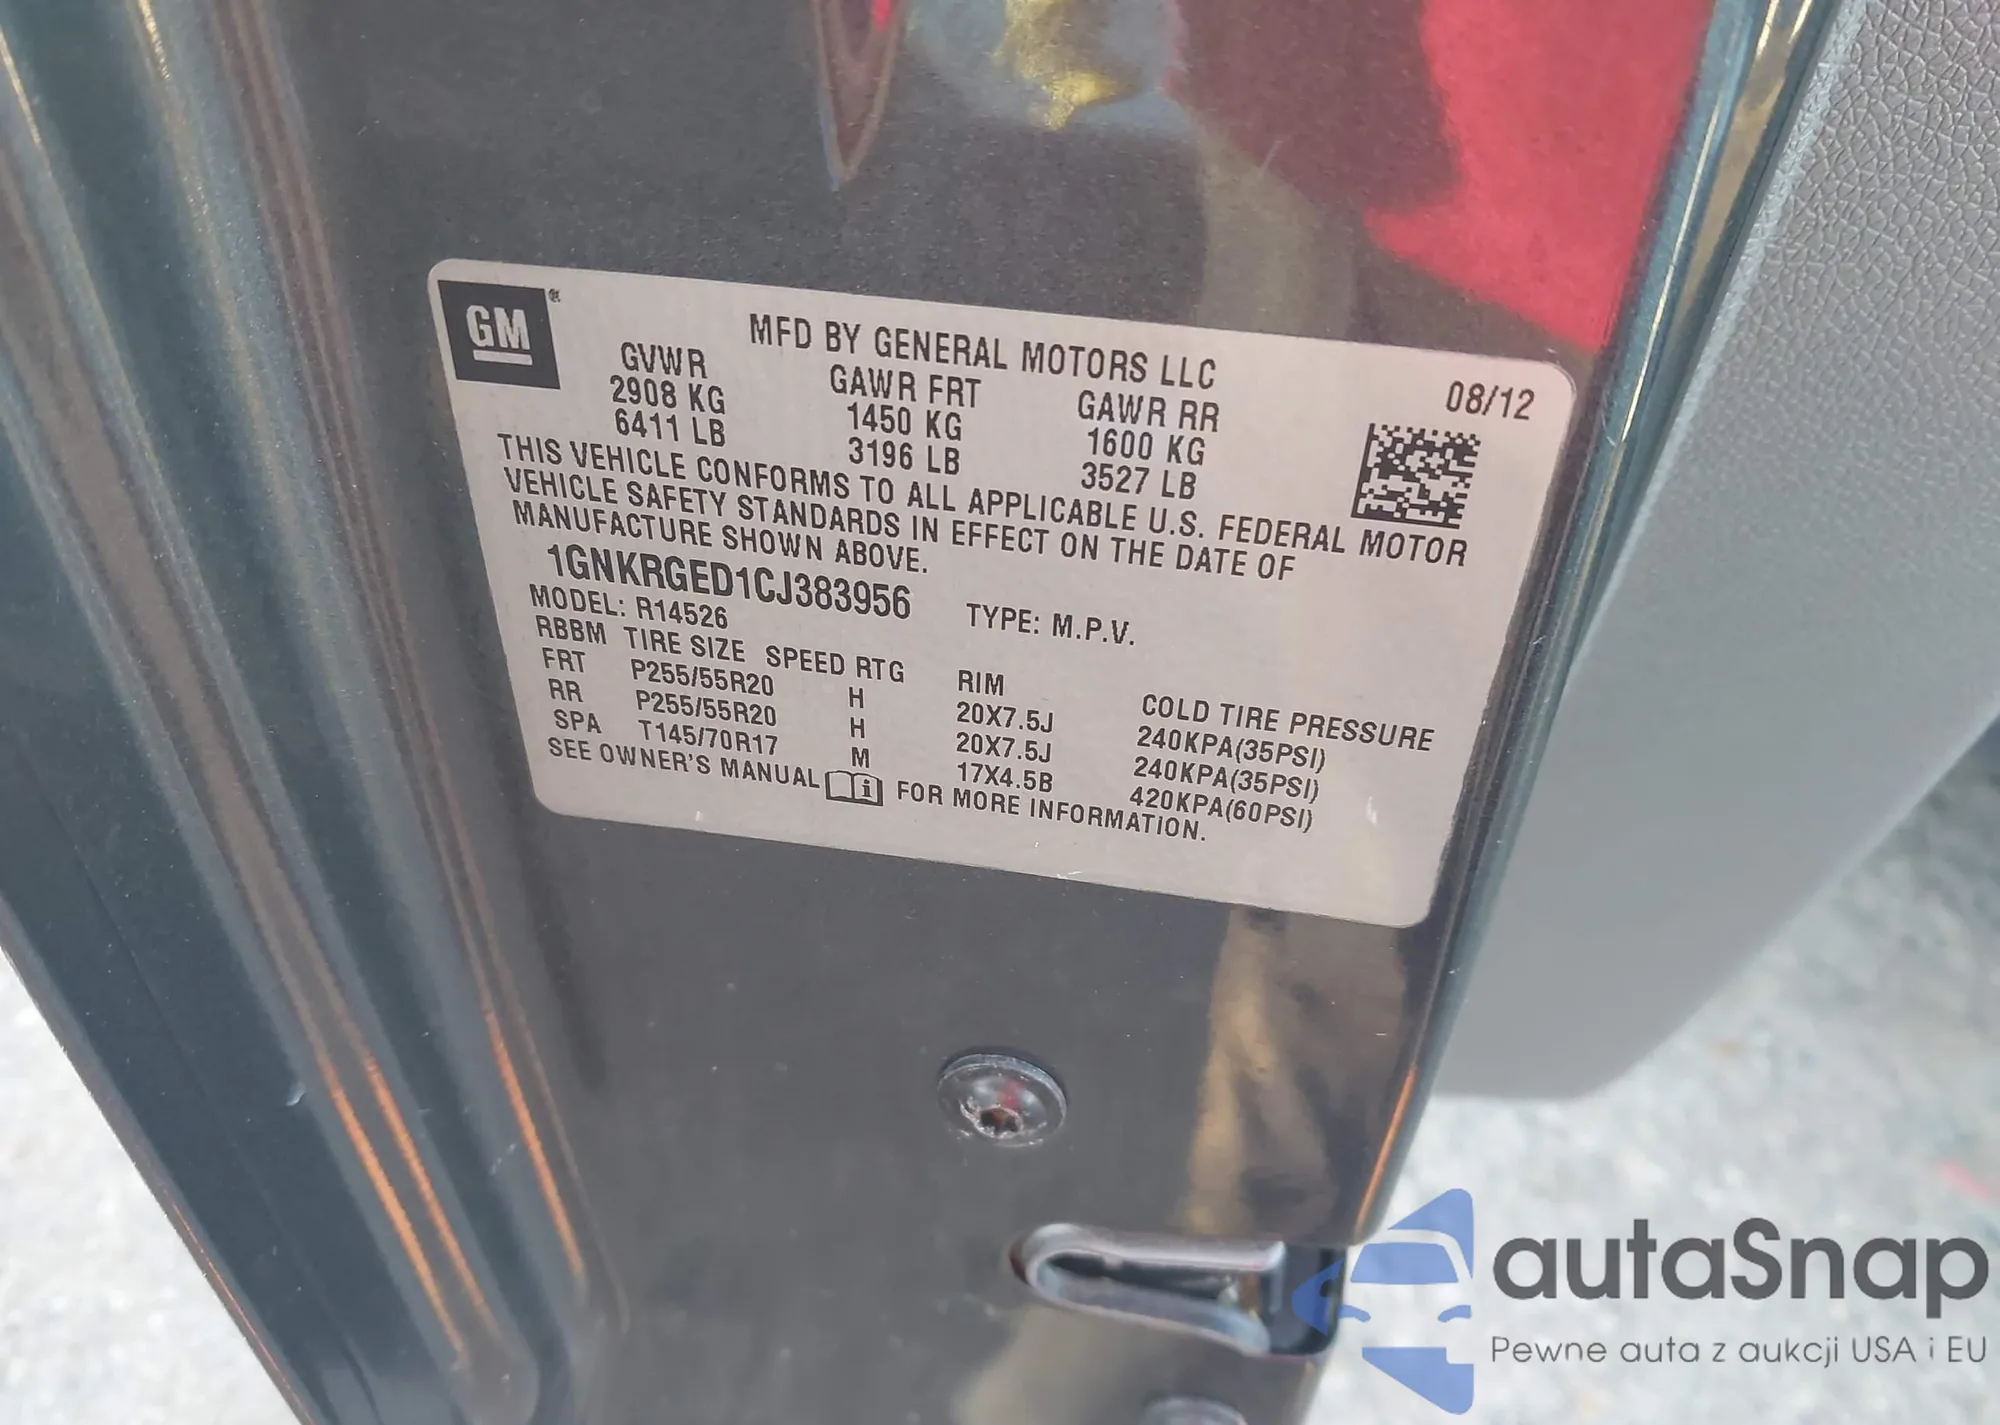 GM®
MFD BY GENERAL MOTORS LLC
08/12
GVWR GAWR FRT GAWR RR
2908 KG 1450 KG 1600 KG
6411 LB 3196 LB 3527 LB
THIS VEHICLE CONFORMS TO ALL APPLICABLE U.S. FEDERAL MOTOR
VEHICLE SAFETY STANDARDS IN EFFECT ON THE DATE OF
MANUFACTURE SHOWN ABOVE.
1GNKRGED1CJ383956 TYPE: M.P.V.
MODEL: R14526
RBBM TIRE SIZE SPEED RTG RIM COLD TIRE PRESSURE
FRT P255/55R20 H 20X7.5J 240KPA(35PSI)
RR P255/55R20 H 20X7.5J 240KPA(35PSI)
SPA T145/70R17 M 17X4.5B 420KPA(60PSI)
SEE OWNER'S MANUAL i FOR MORE INFORMATION.
autaSnap
Pewne auta z aukcji USA i EU